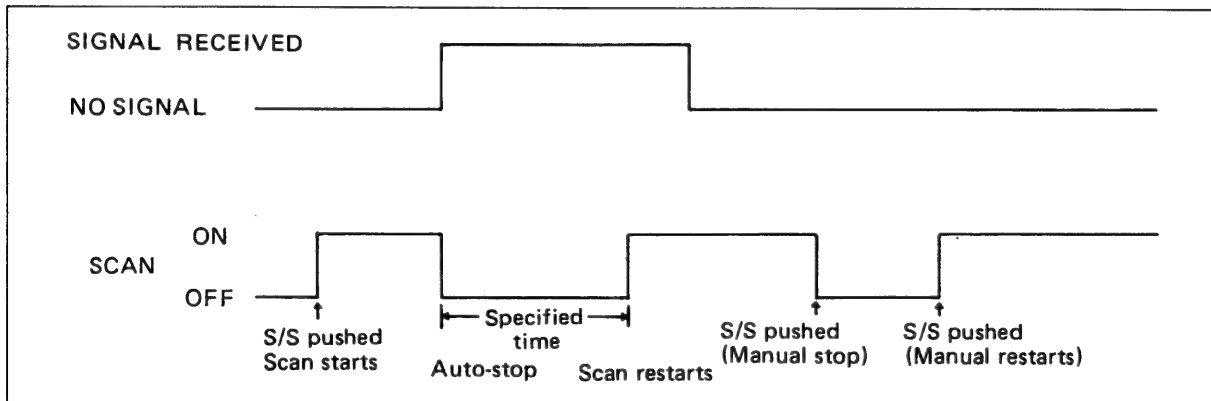 SIGNAL RECEIVED
NO SIGNAL
ON
SCAN
OFF
S/S pushed
Scan starts
Specified
time
Auto-stop
Scan restarts
S/S pushed
(Manual stop)
S/S pushed
(Manual restarts)